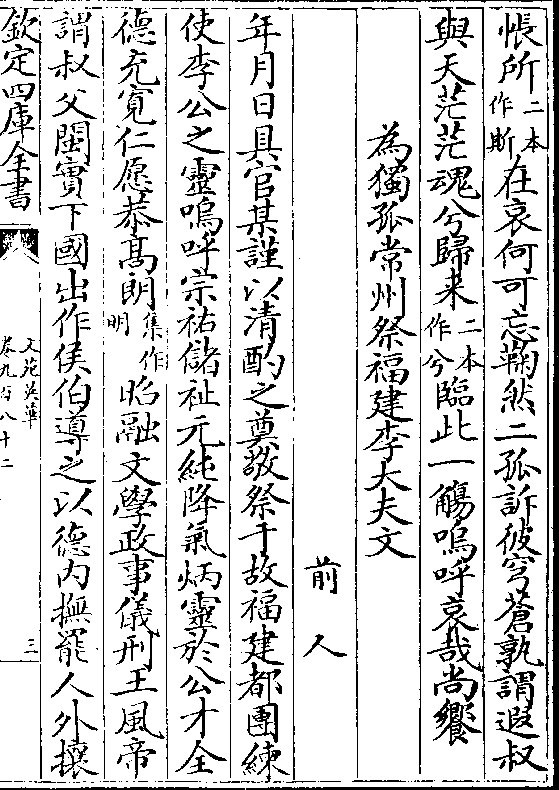 帳所二本作斯在哀何可忘鞠然二孤訴彼穹蒼孰謂遐叔
與天茫茫魂兮歸来二本作兮臨此一觴嗚呼哀哉尚饗
為獨孤常州祭福建李大夫文
前人
年月日具官某謹以清酌之奠敬祭于故福建都團練
使李公之靈嗚呼宗祐儲祉元純降氣炳靈於公才全
德充寛仁愿恭髙朗集作明昭融文學政事儀刑王風帝
謂叔父閩實下國出作侯伯導之以德内撫罷人外攘
欽定四庫全書
文苑英華
卷九百八十二
三